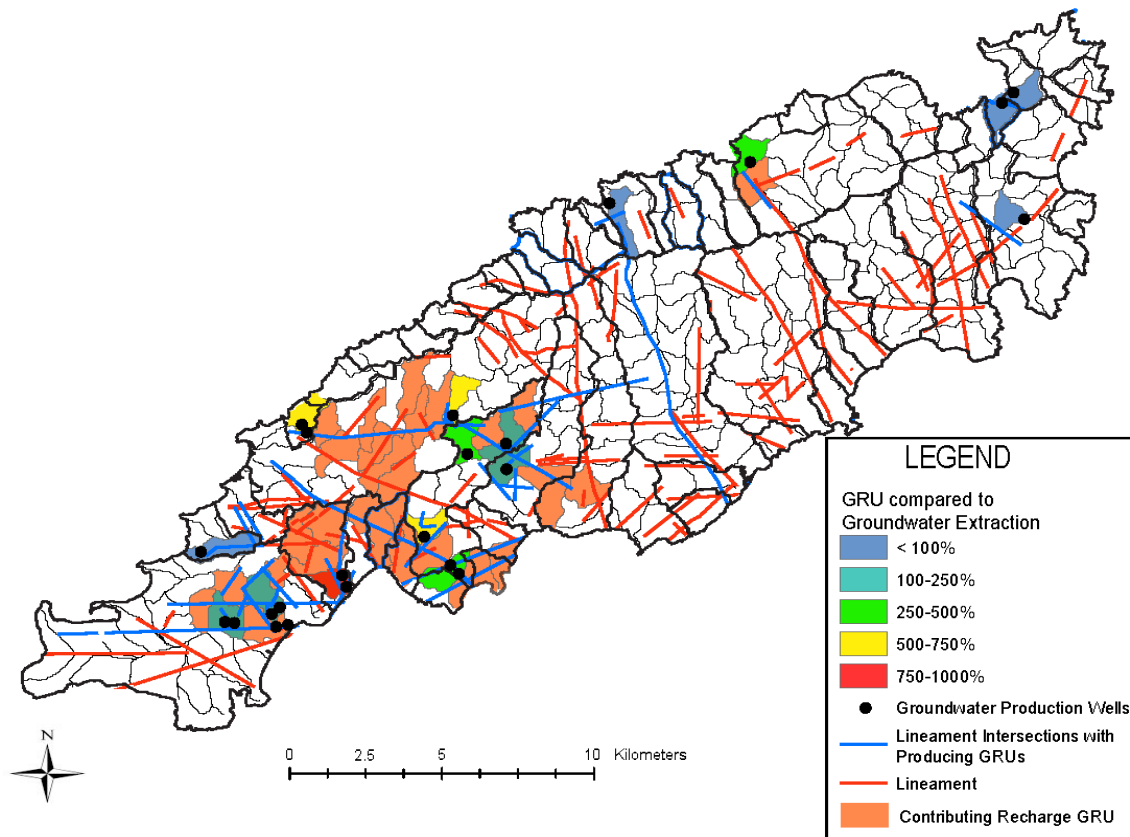 LEGEND
GRU compared to
Groundwater Extraction
< 100%
100-250%
250-500%
500-750%
750-1000%
Groundwater Production Wells
Lineament Intersections with
Producing GRUs
Lineament
Contributing Recharge GRU
N
0 2.5 5 10 Kilometers